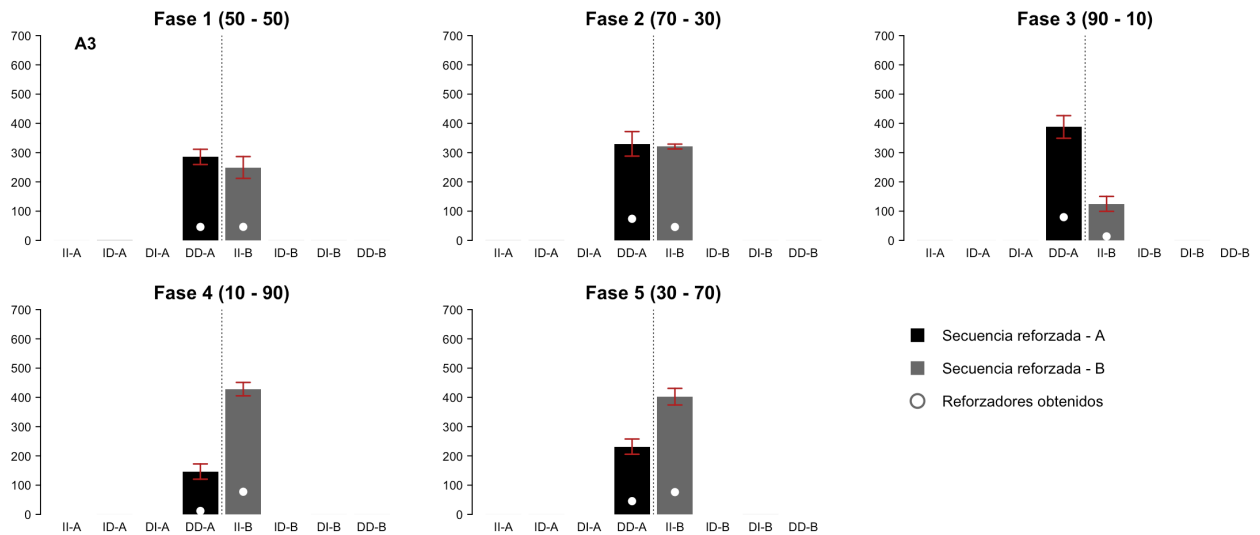 Fase 1 (50 - 50)
A3
700
600
500
400
300
200
100
0
II-A ID-A DI-A DD-A II-B ID-B DI-B DD-B
Fase 2 (70 - 30)
700
600
500
400
300
200
100
0
II-A ID-A DI-A DD-A II-B ID-B DI-B DD-B
Fase 3 (90 - 10)
700
600
500
400
300
200
100
0
II-A ID-A DI-A DD-A II-B ID-B DI-B DD-B
Fase 4 (10 - 90)
700
600
500
400
300
200
100
0
II-A ID-A DI-A DD-A II-B ID-B DI-B DD-B
Fase 5 (30 - 70)
700
600
500
400
300
200
100
0
II-A ID-A DI-A DD-A II-B ID-B DI-B DD-B
Secuencia reforzada - A
Secuencia reforzada - B
Reforzadores obtenidos